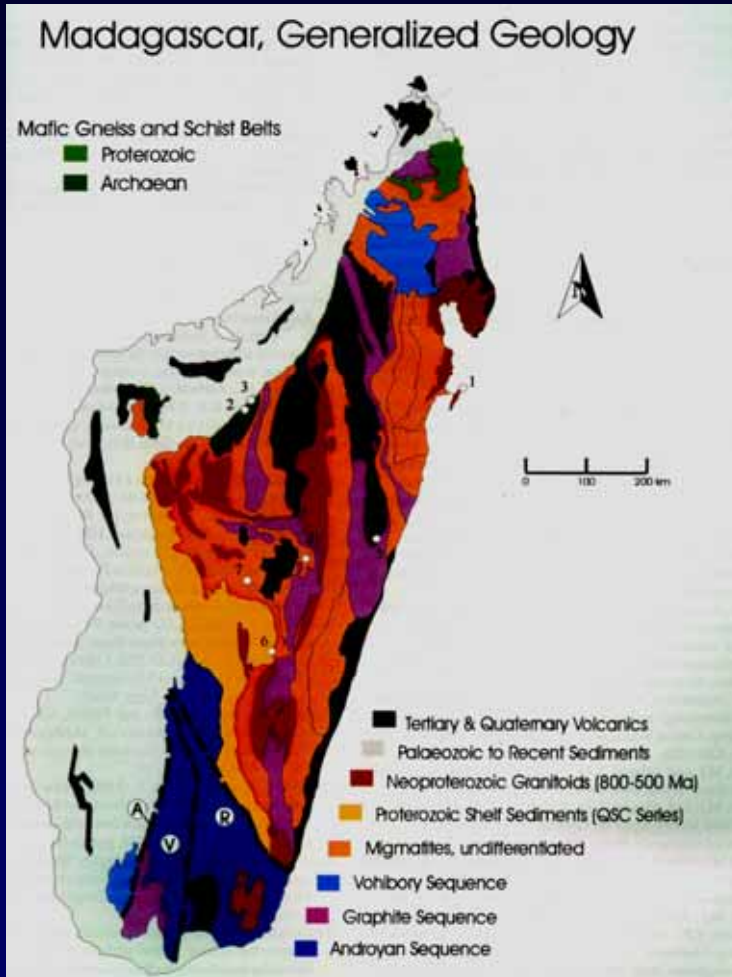 Madagascar, Generalized Geology
Mafic Gneiss and Schist Belts
Proterozoic
Archaean
N
1
3
2
0 100 200 km
7
6
Tertiary & Quaternary Volcanics
Palaeozoic to Recent Sediments
Neoproterozoic Granitoids (800-500 Ma)
Proterozoic Shelf Sediments (QSC Series)
A
R
V
Migmatites, undifferentiated
Vohibory Sequence
Graphite Sequence
Androyan Sequence